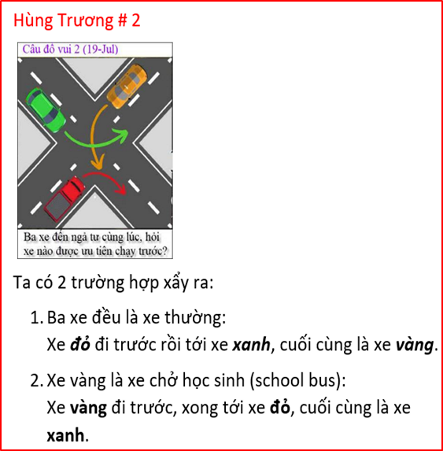 Hùng Trương # 2
Câu đố vui 2 (19-Jul)
Ba xe đến ngã tư cùng lúc, hỏi
xe nào được ưu tiên chạy trước?
Ta có 2 trường hợp xẩy ra:
1. Ba xe đều là xe thường:
Xe đỏ đi trước rồi tới xe xanh, cuối cùng là xe vàng.
2. Xe vàng là xe chở học sinh (school bus):
Xe vàng đi trước, xong tới xe đỏ, cuối cùng là xe
xanh.